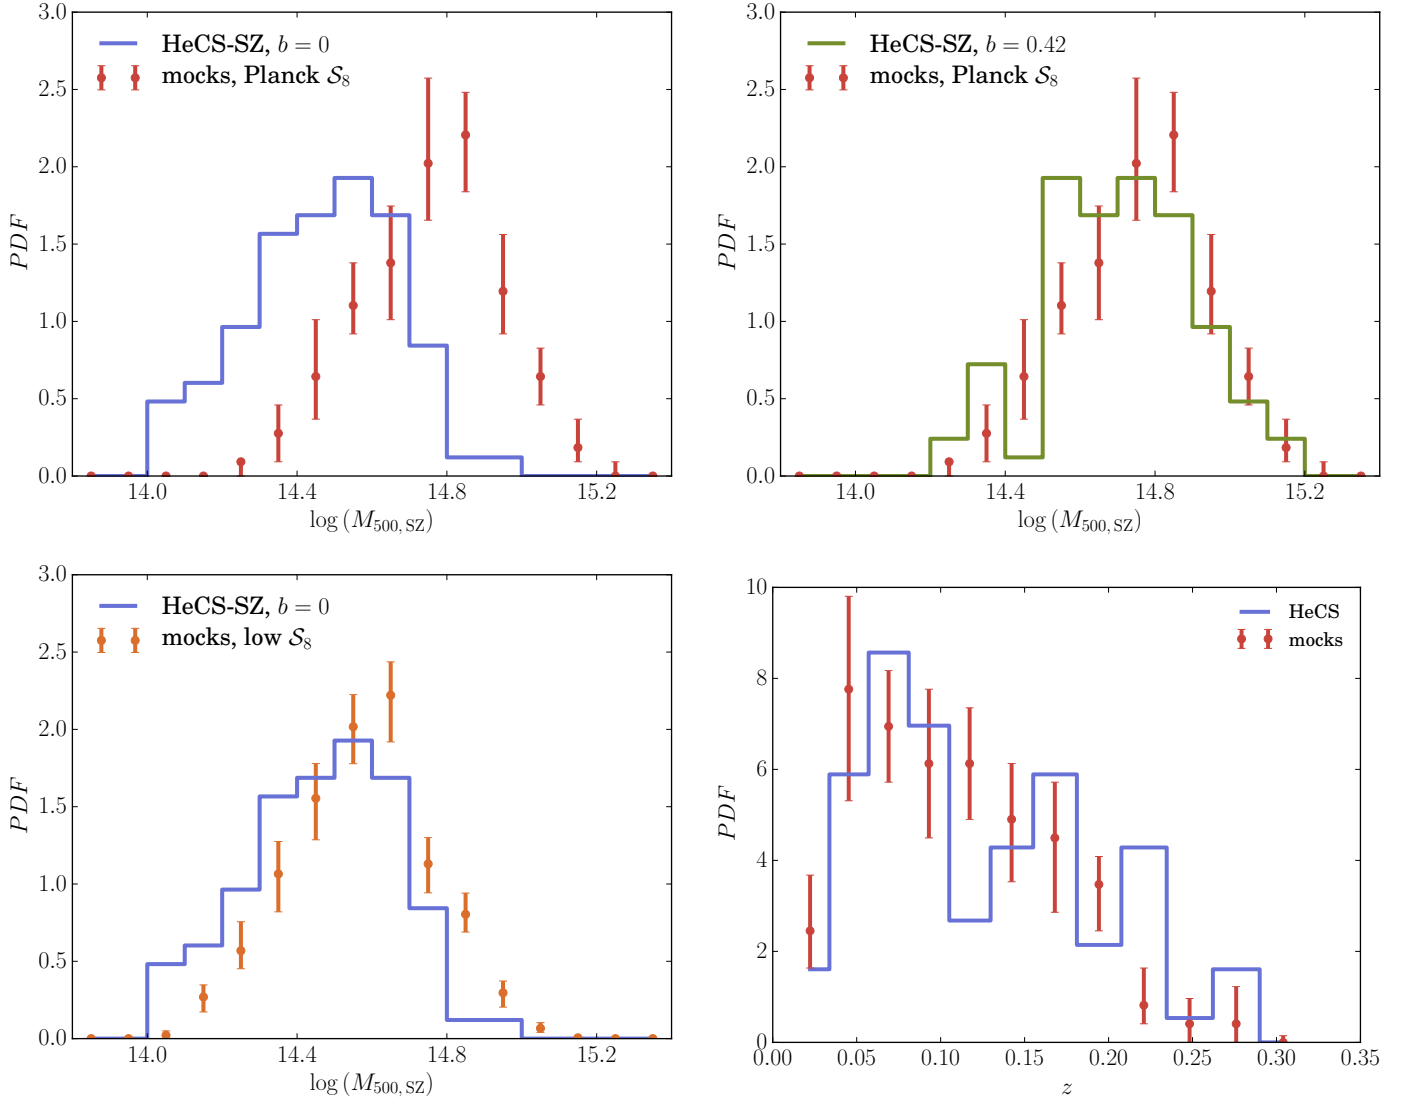 HeCS-SZ, b = 0
mocks, Planck S₈
3.0
2.5
2.0
1.5
1.0
0.5
0.0
PDF
14.0 14.4 14.8 15.2
log (M₅₀₀,SZ)
HeCS-SZ, b = 0.42
mocks, Planck S₈
3.0
2.5
2.0
1.5
1.0
0.5
0.0
PDF
14.0 14.4 14.8 15.2
log (M₅₀₀,SZ)
HeCS-SZ, b = 0
mocks, low S₈
3.0
2.5
2.0
1.5
1.0
0.5
0.0
PDF
14.0 14.4 14.8 15.2
log (M₅₀₀,SZ)
HeCS
mocks
10
8
6
4
2
0
PDF
0.00 0.05 0.10 0.15 0.20 0.25 0.30 0.35
z